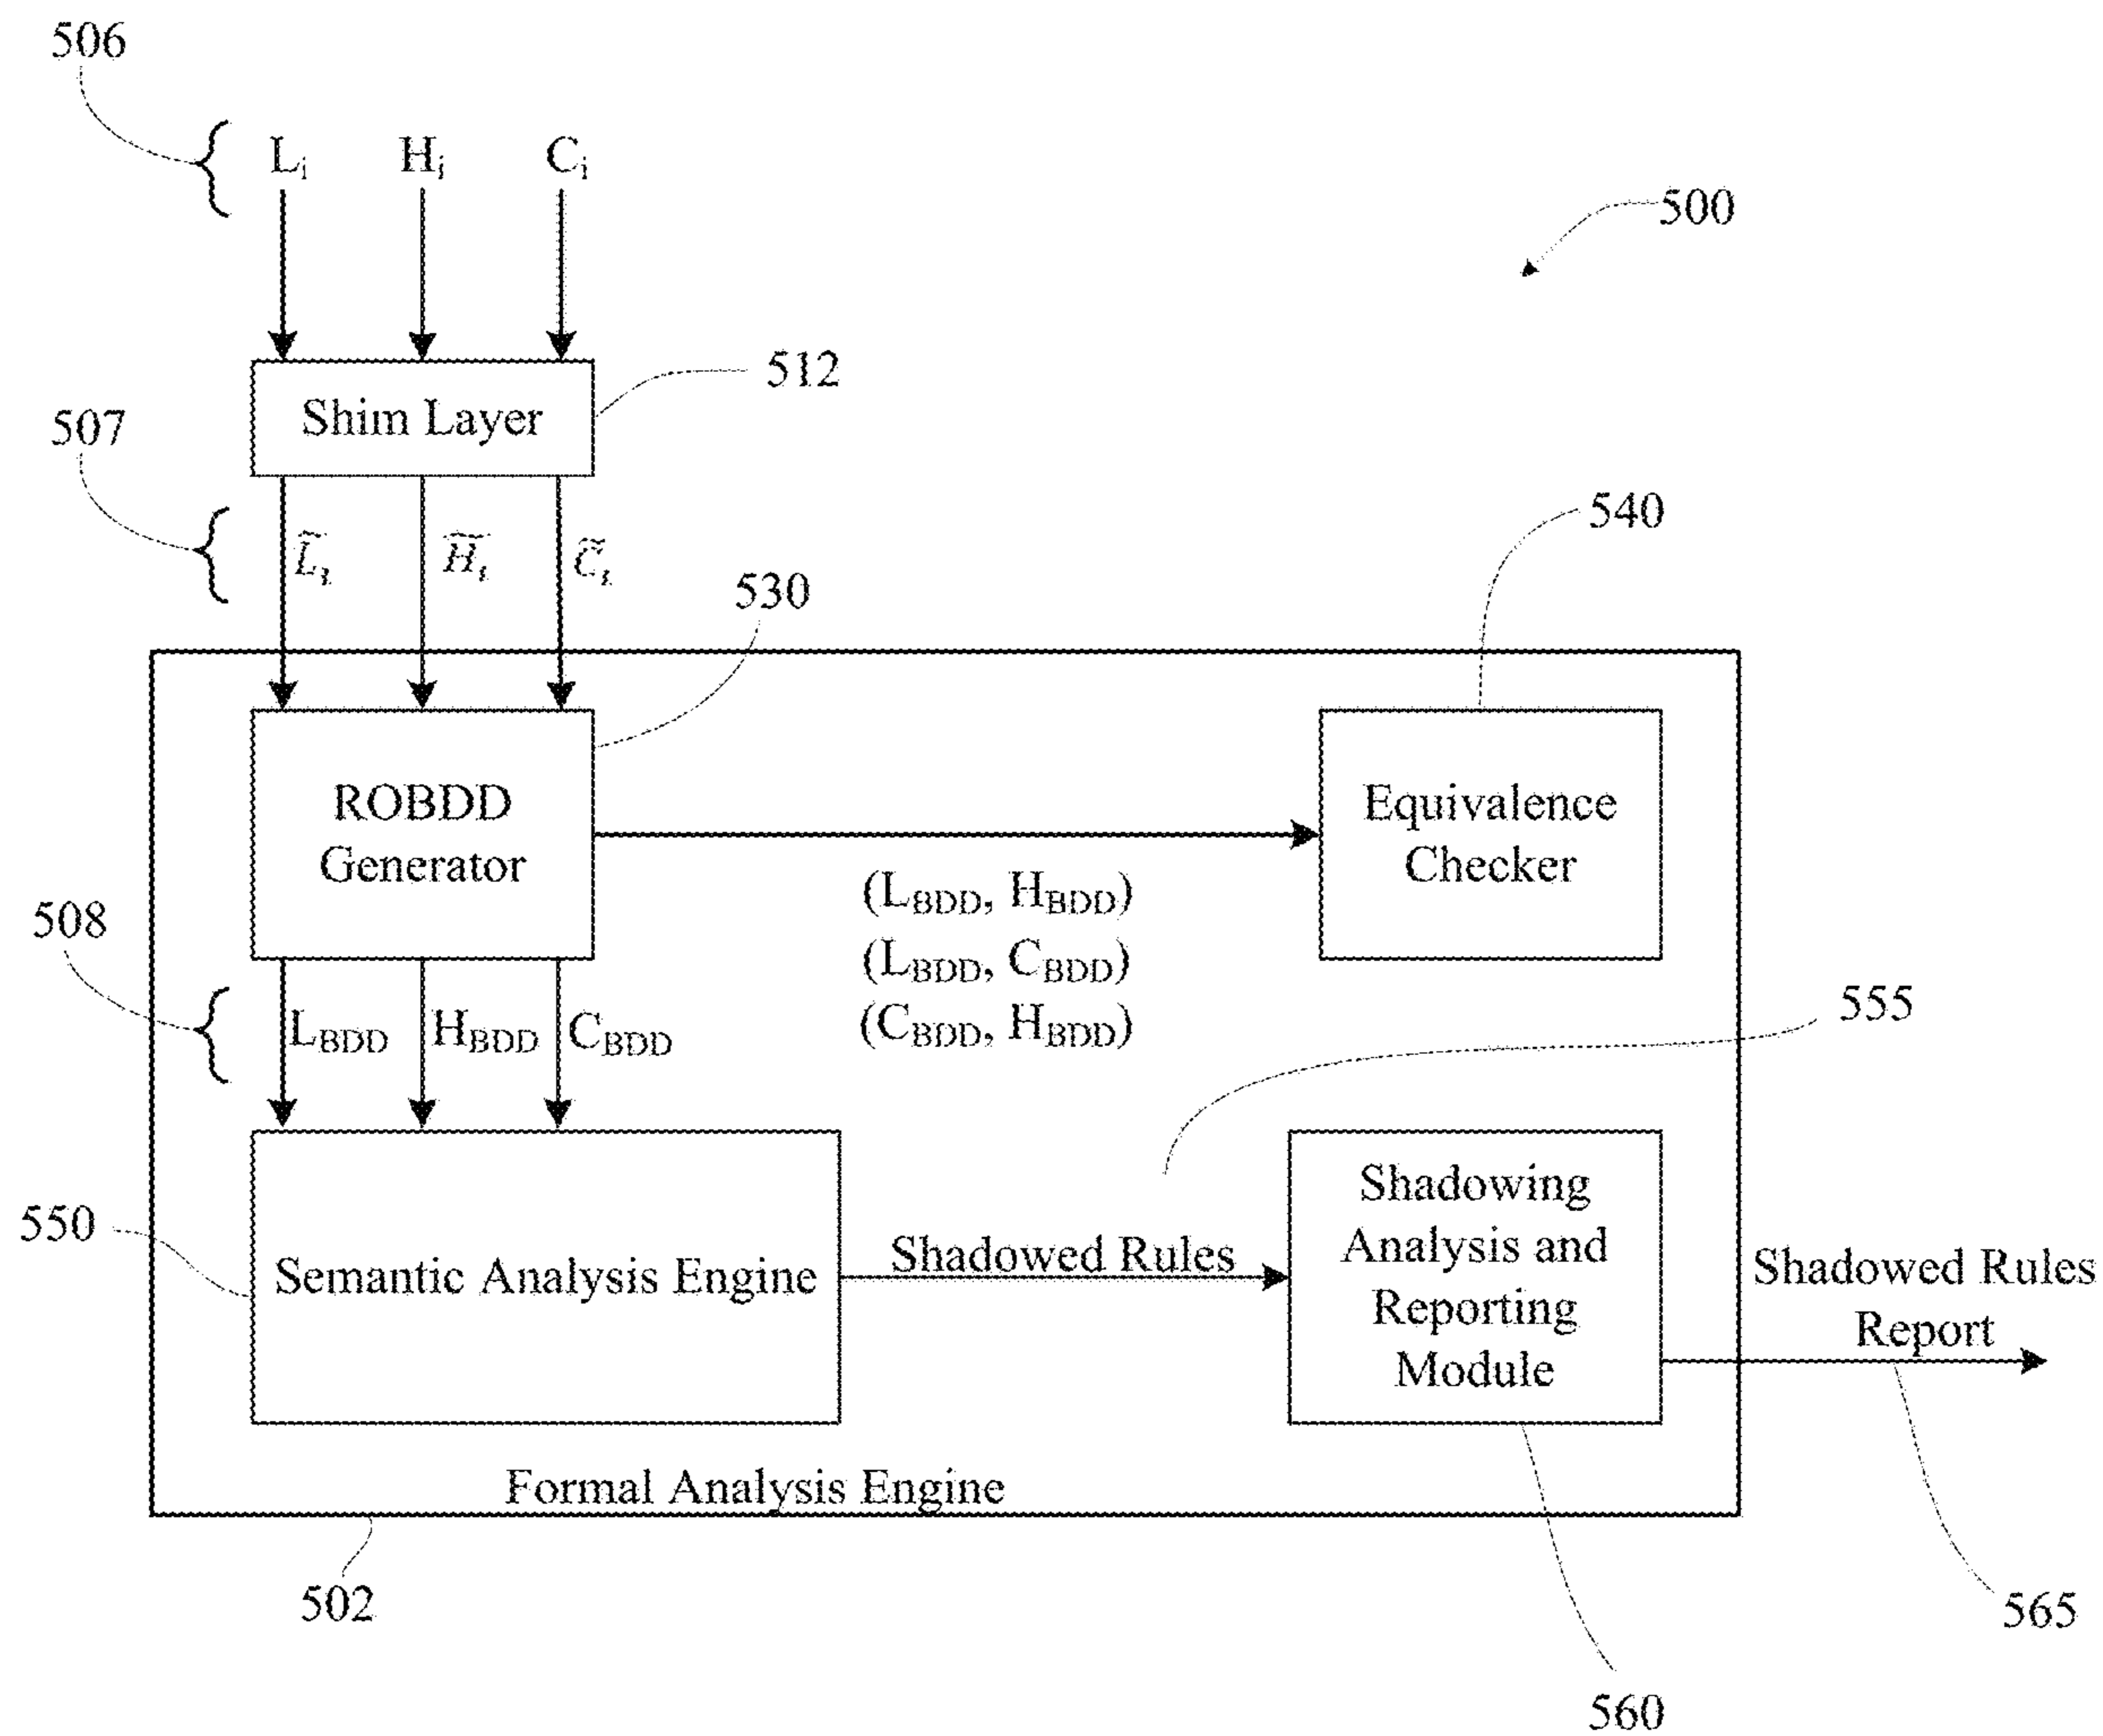 506
Li Hi Ci
500
Shim Layer
512
507
L̃i H̃i C̃i
530
540
ROBDD
Generator
Equivalence
Checker
(LBDD, HBDD)
(LBDD, CBDD)
(CBDD, HBDD)
508
LBDD HBDD CBDD
555
550
Semantic Analysis Engine
Shadowed Rules
Shadowing
Analysis and
Reporting
Module
Shadowed Rules
Report
Formal Analysis Engine
502
565
560